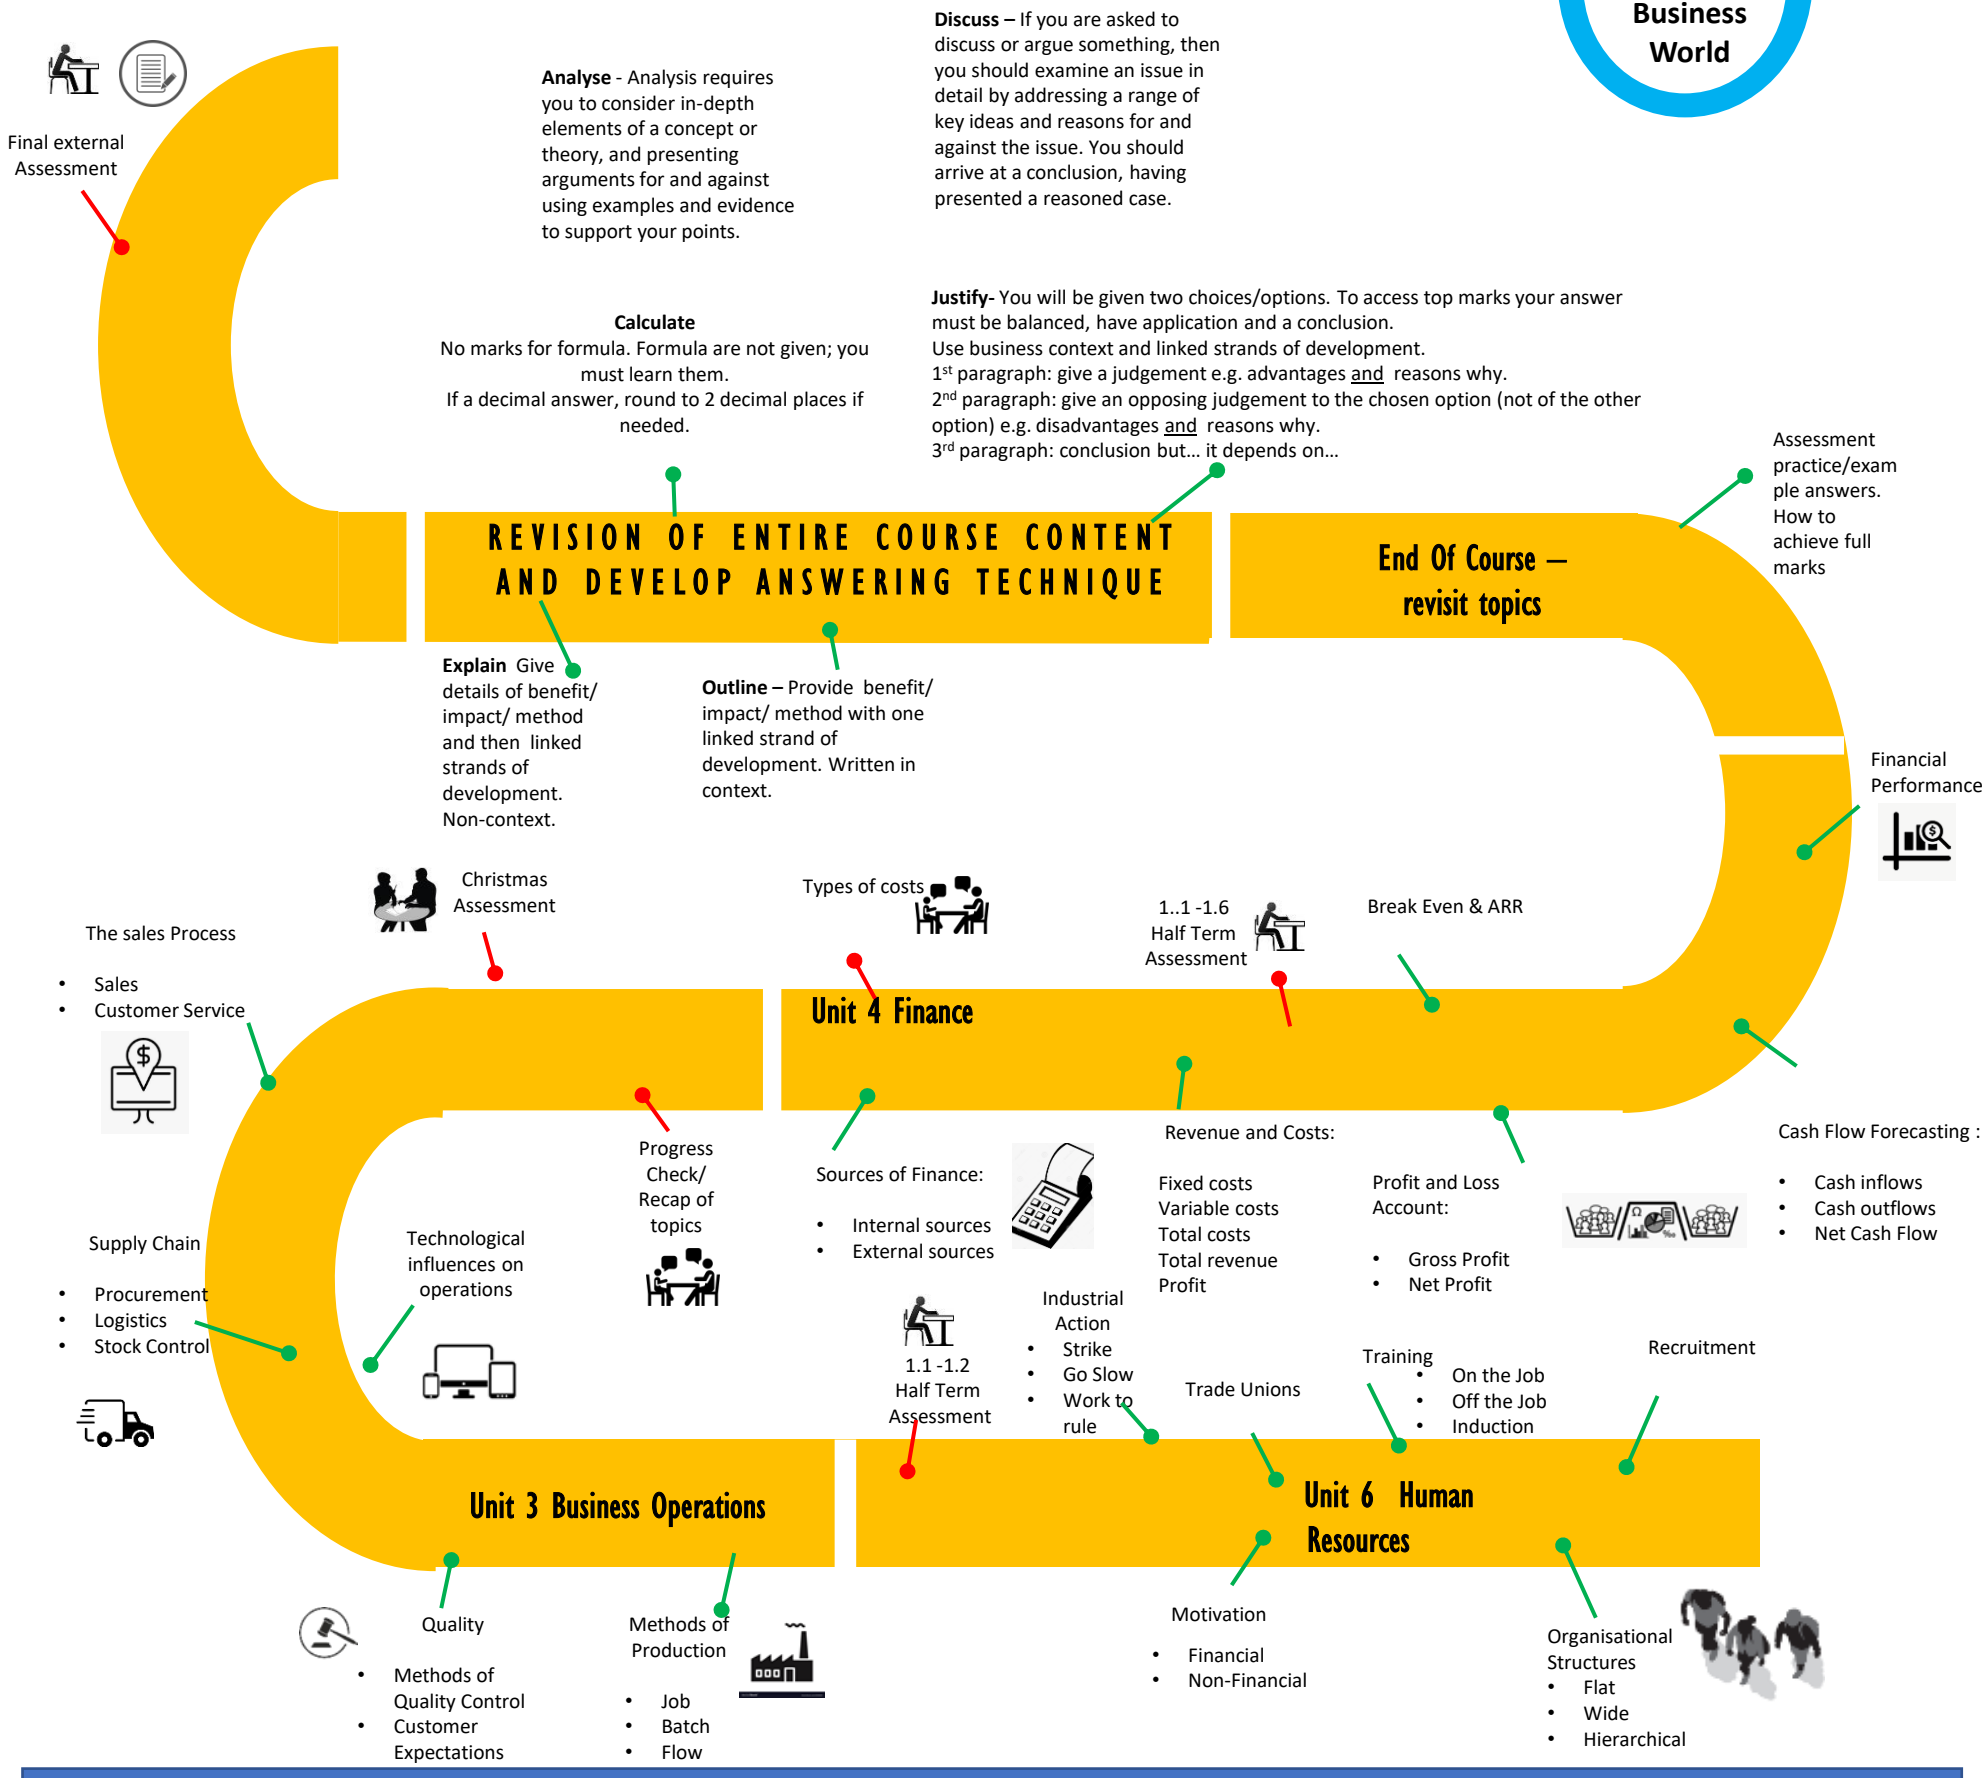 Business
World
Final external
Assessment
Analyse - Analysis requires
you to consider in-depth
elements of a concept or
theory, and presenting
arguments for and against
using examples and evidence
to support your points.
Discuss – If you are asked to
discuss or argue something, then
you should examine an issue in
detail by addressing a range of
key ideas and reasons for and
against the issue. You should
arrive at a conclusion, having
presented a reasoned case.
Calculate
No marks for formula. Formula are not given; you
must learn them.
If a decimal answer, round to 2 decimal places if
needed.
Justify- You will be given two choices/options. To access top marks your answer
must be balanced, have application and a conclusion.
Use business context and linked strands of development.
1st paragraph: give a judgement e.g. advantages and reasons why.
2nd paragraph: give an opposing judgement to the chosen option (not of the other
option) e.g. disadvantages and reasons why.
3rd paragraph: conclusion but... it depends on...
Assessment
practice/exam
ple answers.
How to
achieve full
marks
REVISION OF ENTIRE COURSE CONTENT
AND DEVELOP ANSWERING TECHNIQUE
End Of Course –
revisit topics
Explain Give
details of benefit/
impact/ method
and then linked
strands of
development.
Non-context.
Outline – Provide benefit/
impact/ method with one
linked strand of
development. Written in
context.
Financial
Performance
Christmas
Assessment
Types of costs
1..1 -1.6
Half Term
Assessment
Break Even & ARR
The sales Process
• Sales
• Customer Service
Unit 4 Finance
Progress
Check/
Recap of
topics
Sources of Finance:
• Internal sources
• External sources
Revenue and Costs:
Fixed costs
Variable costs
Total costs
Total revenue
Profit
Profit and Loss
Account:
• Gross Profit
• Net Profit
Cash Flow Forecasting :
• Cash inflows
• Cash outflows
• Net Cash Flow
Supply Chain
• Procurement
• Logistics
• Stock Control
Technological
influences on
operations
1.1 -1.2
Half Term
Assessment
Industrial
Action
• Strike
• Go Slow
• Work to
rule
Trade Unions
Training
• On the Job
• Off the Job
• Induction
Recruitment
Unit 3 Business Operations
Unit 6 Human
Resources
Quality
• Methods of
Quality Control
• Customer
Expectations
Methods of
Production
• Job
• Batch
• Flow
Motivation
• Financial
• Non-Financial
Organisational
Structures
• Flat
• Wide
• Hierarchical